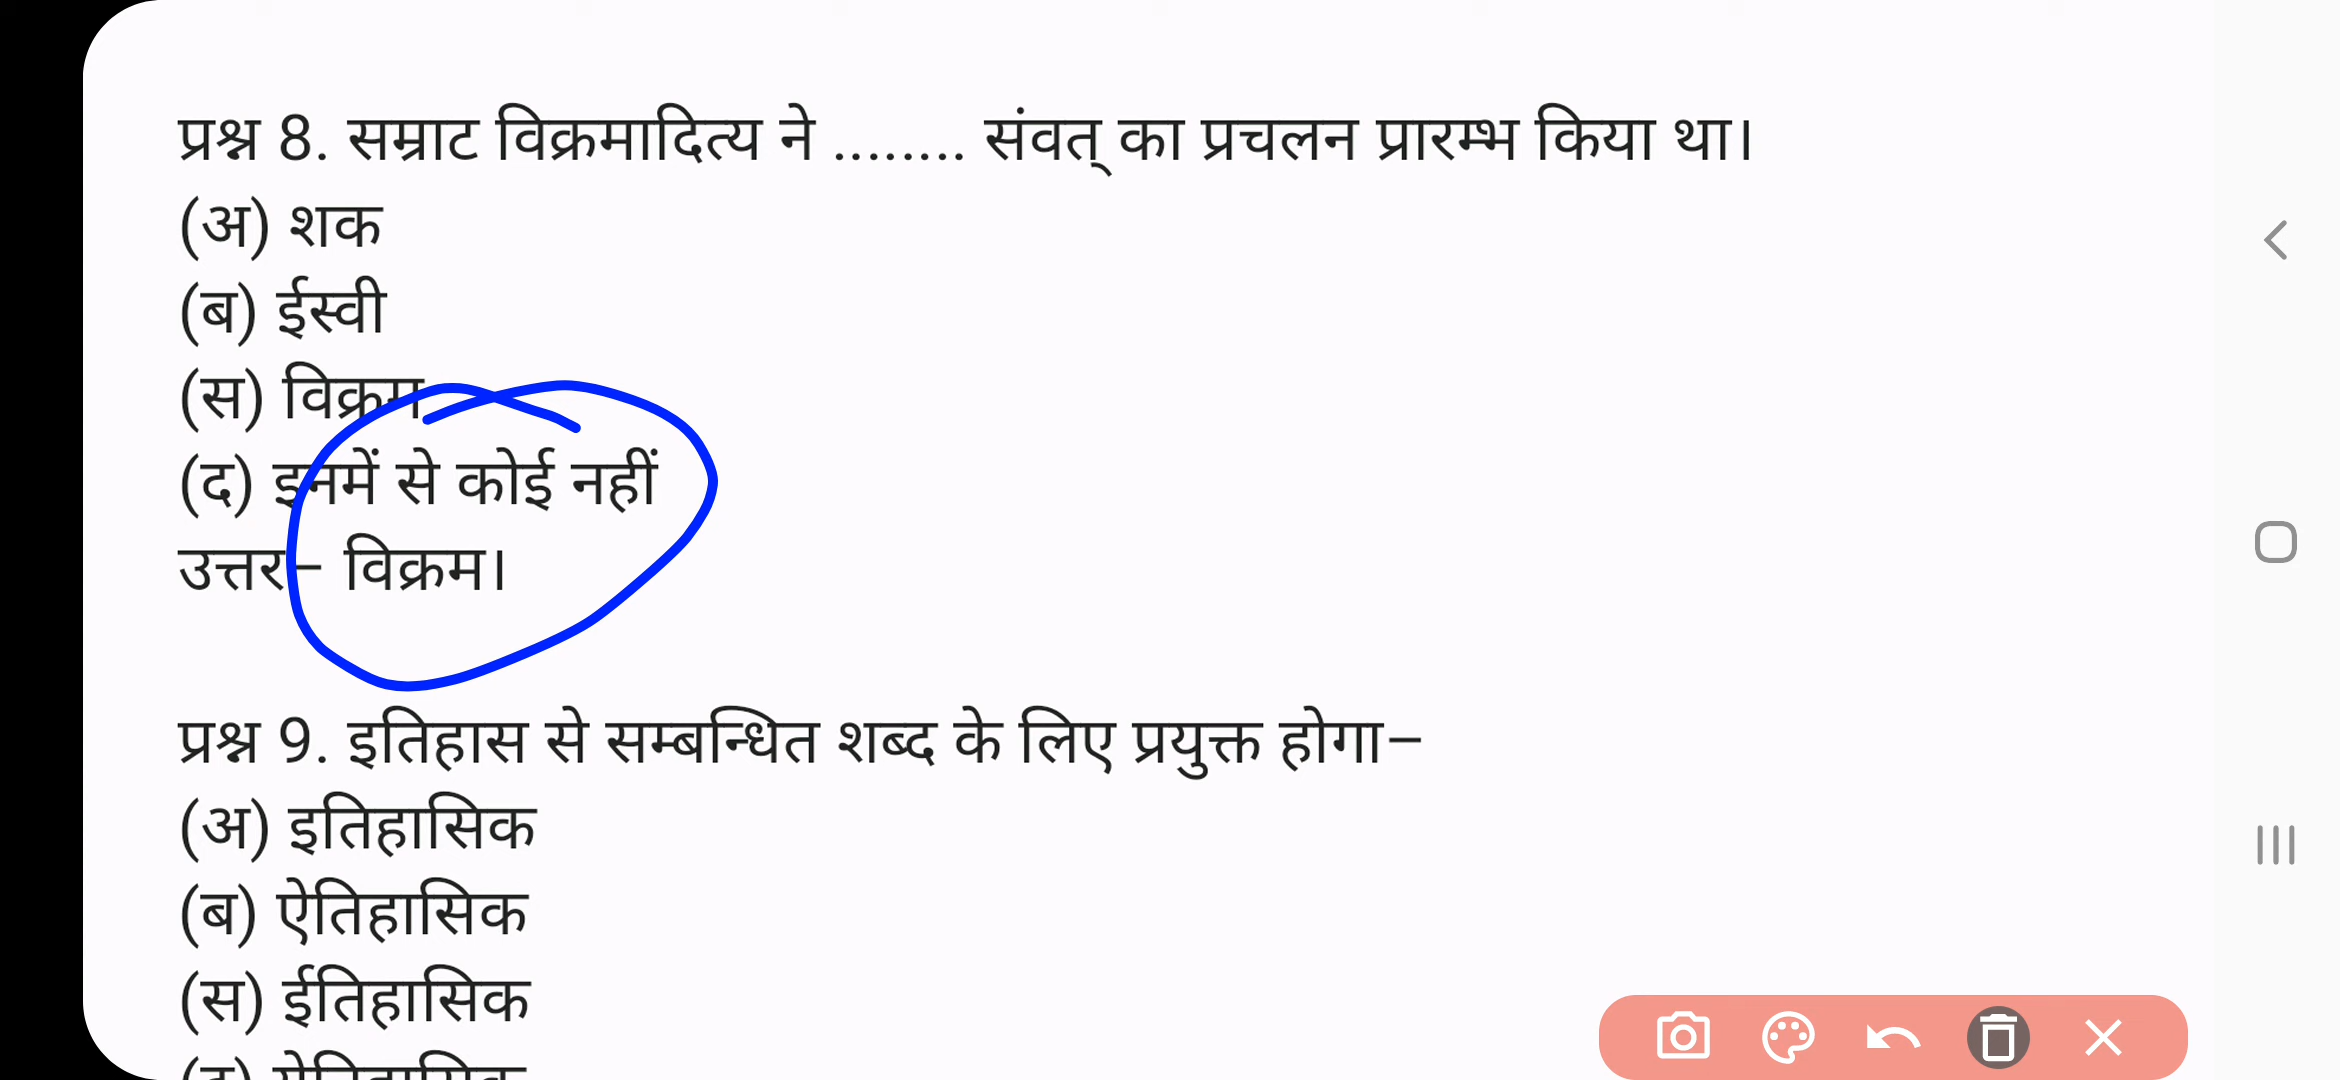 प्रश्न 8. सम्राट विक्रमादित्य ने ........ संवत् का प्रचलन प्रारम्भ किया था।
(अ) शक
(ब) ईस्वी
(स) विक्रम
(द) इनमें से कोई नहीं
उत्तर– विक्रम।
प्रश्न 9. इतिहास से सम्बन्धित शब्द के लिए प्रयुक्त होगा–
(अ) इतिहासिक
(ब) ऐतिहासिक
(स) ईतिहासिक